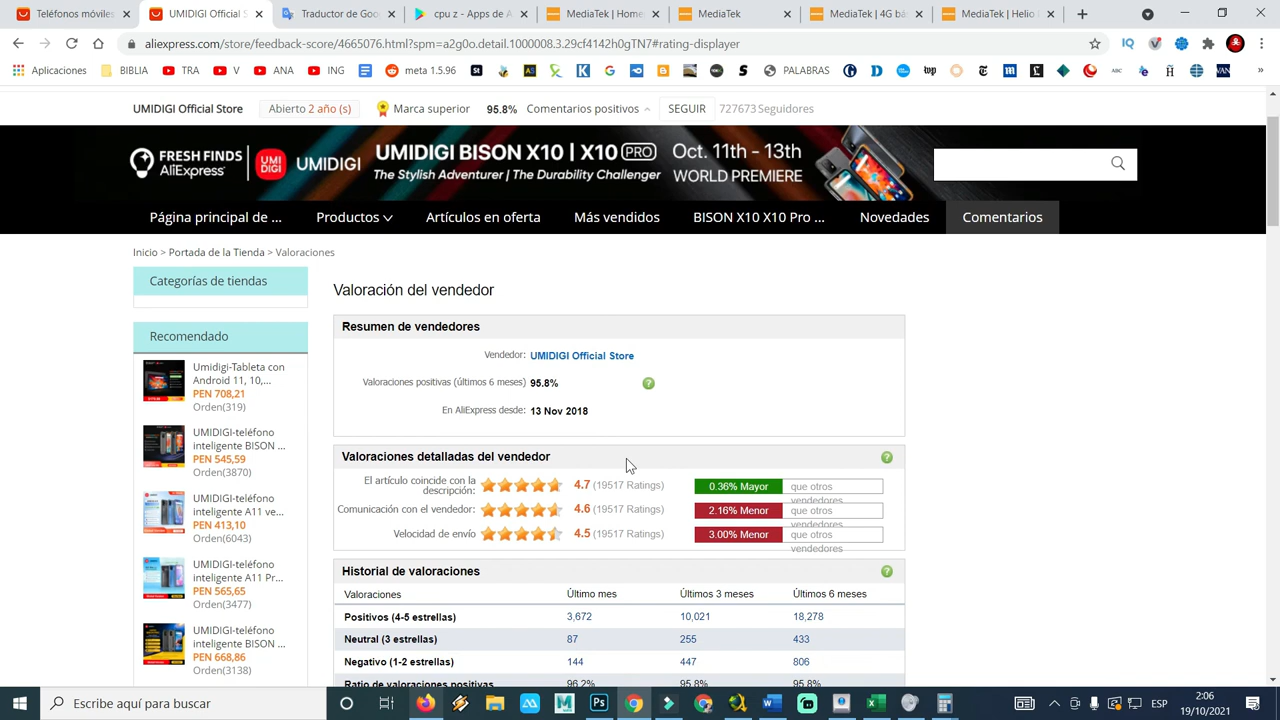 Teléfonos móviles
UMIDIGI Official S
Traductor de Goo
cpu z - Apps de A
MediaTek | Home
MediaTek
MediaTek | 4G bá
MediaTek | Helio
aliexpress.com/store/feedback-score/4665076.html?spm=a2g0o.detail.1000008.3.29cf4142h0gTN7#rating-displayer
Aplicaciones
BIBLIA
TRA
V
ANA
ING
meta 1.5.96
PALABRAS
UMIDIGI Official Store
Abierto 2 año (s)
Marca superior
95.8% Comentarios positivos
SEGUIR
727673 Seguidores
FRESH FINDS
AliExpress
UMI
DIGI
UMIDIGI
UMIDIGI BISON X10 | X10 PRO
The Stylish Adventurer | The Durability Challenger
Oct. 11th - 13th
WORLD PREMIERE
Página principal de ...
Productos
Artículos en oferta
Más vendidos
BISON X10 X10 Pro ...
Novedades
Comentarios
Inicio > Portada de la Tienda > Valoraciones
Categorías de tiendas
Recomendado
Umidigi-Tableta con
Android 11, 10,...
PEN 708,21
Orden(319)
UMIDIGI-teléfono
inteligente BISON ...
PEN 545,59
Orden(3870)
UMIDIGI-teléfono
inteligente A11 ve...
PEN 413,10
Orden(6043)
UMIDIGI-teléfono
inteligente A11 Pr...
PEN 565,65
Orden(3477)
UMIDIGI-teléfono
inteligente BISON ...
PEN 668,86
Orden(3138)
Valoración del vendedor
Resumen de vendedores
Vendedor: UMIDIGI Official Store
Valoraciones positivas (últimos 6 meses) 95.8%
En AliExpress desde: 13 Nov 2018
Valoraciones detalladas del vendedor
El artículo coincide con la
descripción:
4.7 (19517 Ratings)
0.36% Mayor
que otros
vendedores
Comunicación con el vendedor:
4.6 (19517 Ratings)
2.16% Menor
que otros
vendedores
Velocidad de envío
4.5 (19517 Ratings)
3.00% Menor
que otros
vendedores
Historial de valoraciones
Valoraciones Último mes Últimos 3 meses Últimos 6 meses
Positivos (4-5 estrellas) 3,672 10,021 18,278
Neutral (3 estrellas) 87 255 433
Negativo (1-2 estrellas) 144 447 806
Ratio de valoraciones positivas 96.2% 95.8% 95.8%
Escribe aquí para buscar
ESP
2:06
19/10/2021